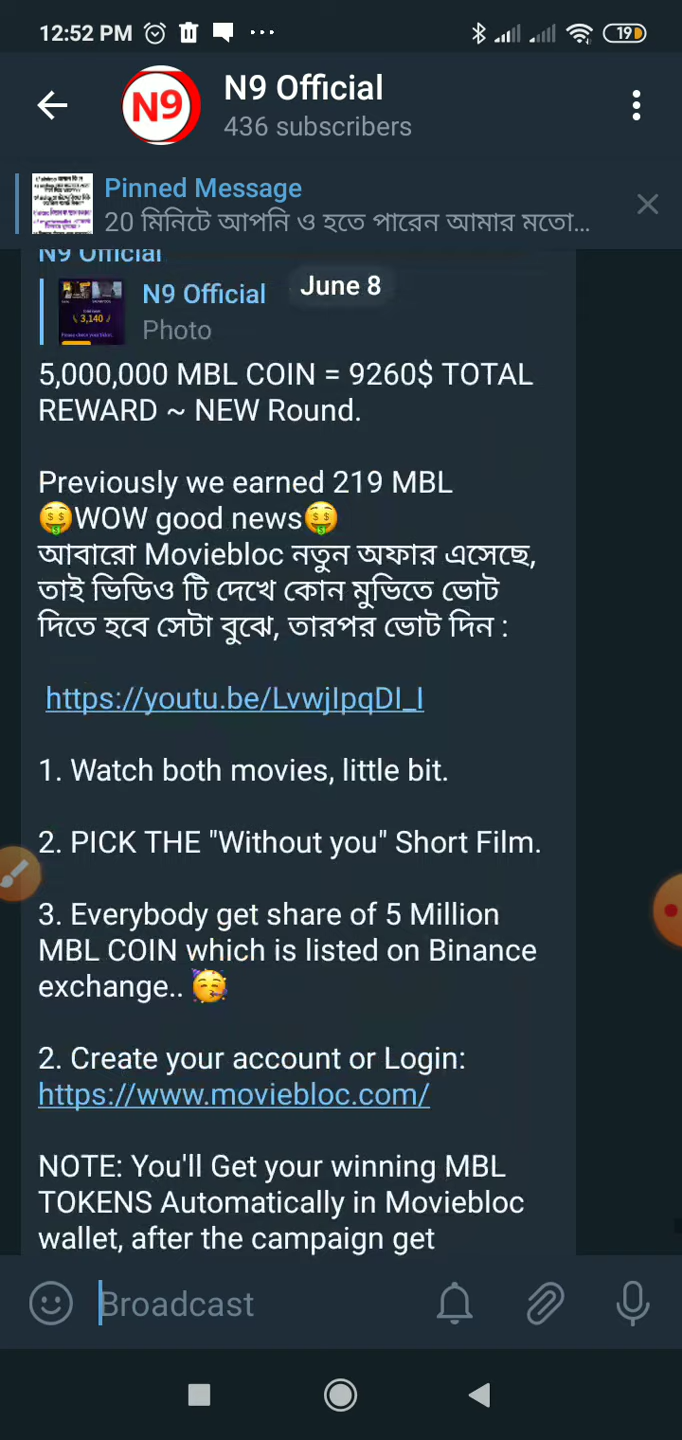 12:52 PM
19
N9
N9 Official
436 subscribers
Pinned Message
20 মিনিটে আপনি ও হতে পারেন আমার মতো...
N9 Official
June 8
N9 Official
3,140
Photo
5,000,000 MBL COIN = 9260$ TOTAL
REWARD ~ NEW Round.
Previously we earned 219 MBL
🤑WOW good news🤑
আবারো Moviebloc নতুন অফার এসেছে,
তাই ভিডিও টি দেখে কোন মুভিতে ভোট
দিতে হবে সেটা বুঝে, তারপর ভোট দিন :
https://youtu.be/LvwjIpqDI_I
1. Watch both movies, little bit.
2. PICK THE "Without you" Short Film.
3. Everybody get share of 5 Million
MBL COIN which is listed on Binance
exchange.. 🥳
2. Create your account or Login:
https://www.moviebloc.com/
NOTE: You'll Get your winning MBL
TOKENS Automatically in Moviebloc
wallet, after the campaign get
Broadcast